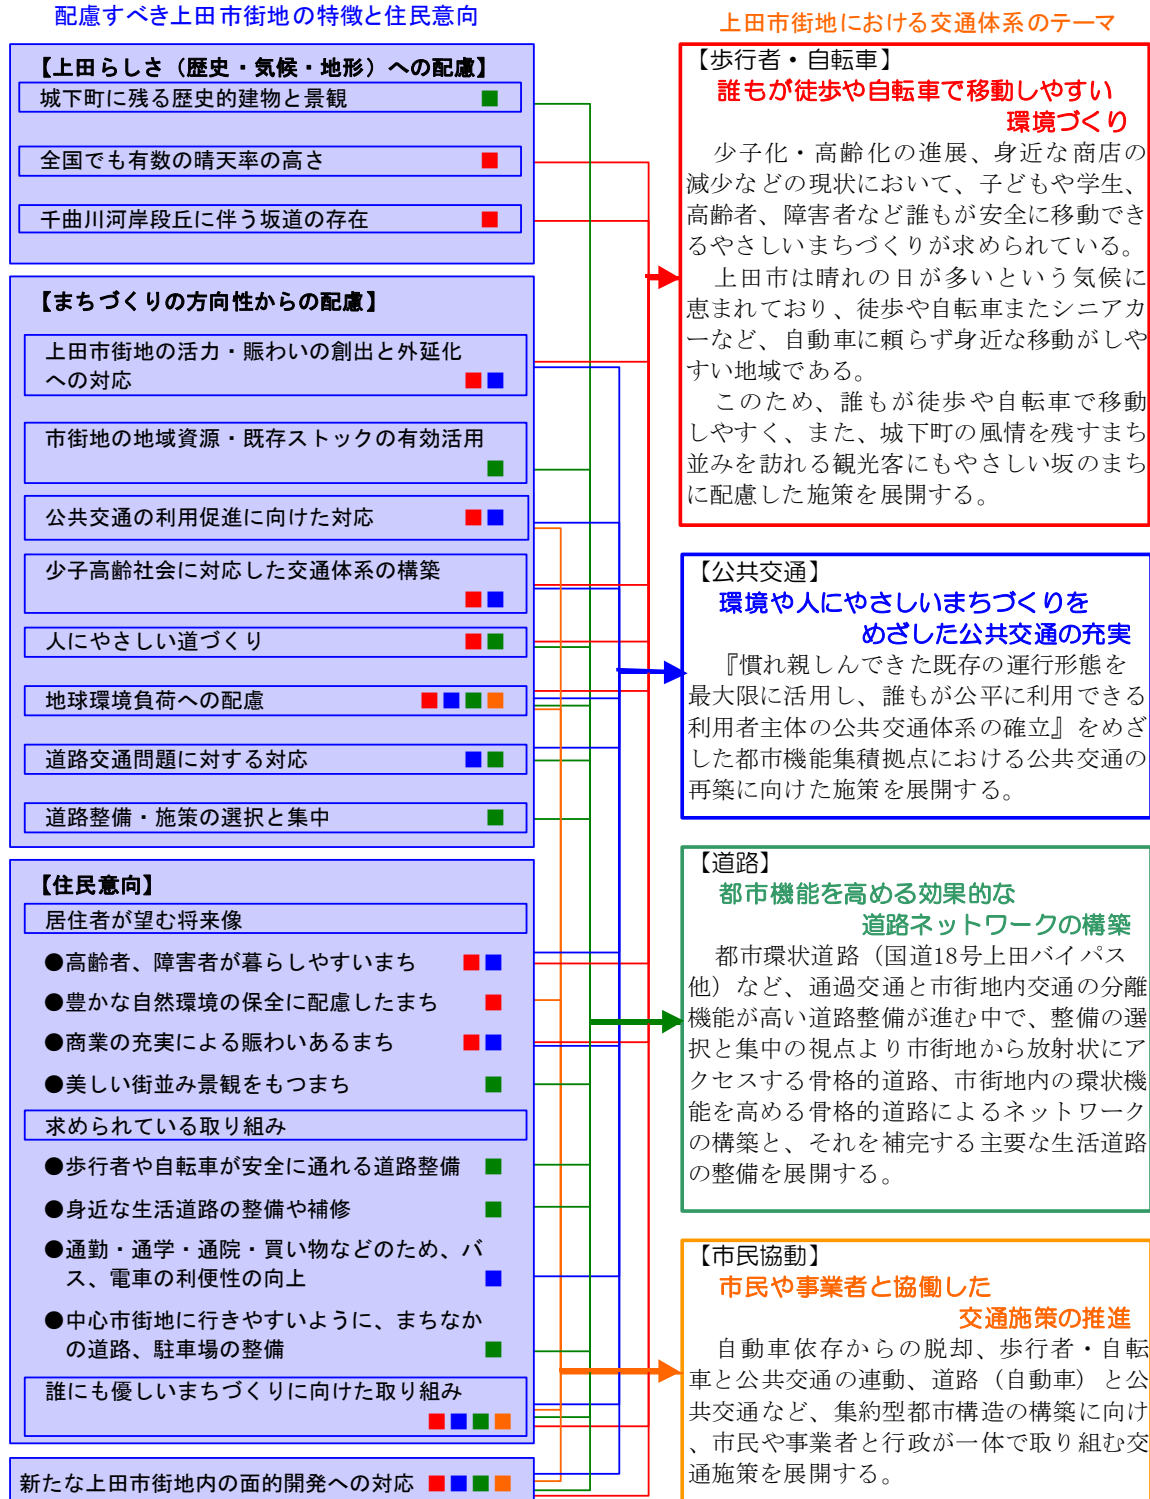 配慮すべき上田市街地の特徴と住民意向
【上田らしさ（歴史・気候・地形）への配慮】
城下町に残る歴史的建物と景観
全国でも有数の晴天率の高さ
千曲川河岸段丘に伴う坂道の存在
【まちづくりの方向性からの配慮】
上田市街地の活力・賑わいの創出と外延化
への対応
市街地の地域資源・既存ストックの有効活用
公共交通の利用促進に向けた対応
少子高齢社会に対応した交通体系の構築
人にやさしい道づくり
地球環境負荷への配慮
道路交通問題に対する対応
道路整備・施策の選択と集中
【住民意向】
居住者が望む将来像
●高齢者、障害者が暮らしやすいまち
●豊かな自然環境の保全に配慮したまち
●商業の充実による賑わいあるまち
●美しい街並み景観をもつまち
求められている取り組み
●歩行者や自転車が安全に通れる道路整備
●身近な生活道路の整備や補修
●通勤・通学・通院・買い物などのため、バ
ス、電車の利便性の向上
●中心市街地に行きやすいように、まちなか
の道路、駐車場の整備
誰にも優しいまちづくりに向けた取り組み
新たな上田市街地内の面的開発への対応
上田市街地における交通体系のテーマ
【歩行者・自転車】
誰もが徒歩や自転車で移動しやすい
環境づくり
少子化・高齢化の進展、身近な商店の
減少などの現状において、子どもや学生、
高齢者、障害者など誰もが安全に移動でき
るやさしいまちづくりが求められている。
上田市は晴れの日が多いという気候に
恵まれており、徒歩や自転車またシニアカ
ーなど、自動車に頼らず身近な移動がしや
すい地域である。
このため、誰もが徒歩や自転車で移動
しやすく、また、城下町の風情を残すまち
並みを訪れる観光客にもやさしい坂のまち
に配慮した施策を展開する。
【公共交通】
環境や人にやさしいまちづくりを
めざした公共交通の充実
『慣れ親しんできた既存の運行形態を
最大限に活用し、誰もが公平に利用できる
利用者主体の公共交通体系の確立』をめざ
した都市機能集積拠点における公共交通の
再築に向けた施策を展開する。
【道路】
都市機能を高める効果的な
道路ネットワークの構築
都市環状道路（国道18号上田バイパス
他）など、通過交通と市街地内交通の分離
機能が高い道路整備が進む中で、整備の選
択と集中の視点より市街地から放射状にア
クセスする骨格的道路、市街地内の環状機
能を高める骨格的道路によるネットワーク
の構築と、それを補完する主要な生活道路
の整備を展開する。
【市民協動】
市民や事業者と協働した
交通施策の推進
自動車依存からの脱却、歩行者・自転
車と公共交通の連動、道路（自動車）と公
共交通など、集約型都市構造の構築に向け
、市民や事業者と行政が一体で取り組む交
通施策を展開する。